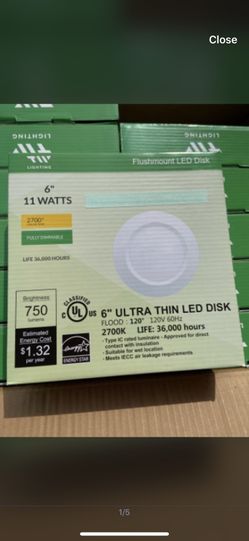 Close
LIGHTING
LIGHTING
Flushmount LED Disk
LIGHTING
6"
11 WATTS
2700°
FULLY DIMMABLE
LIFE 36,000 HOURS
Brightness
750
lumens
Estimated
Energy Cost
$1.32
per year
CLASSIFIED
UL
C US
ENERGY STAR
6" ULTRA THIN LED DISK
FLOOD : 120° 120V 60Hz
2700K LIFE: 36,000 hours
- Type IC rated luminaire - Approved for direct
contact with insulation
- Suitable for wet location
- Meets IECC air leakage requirements
1/5